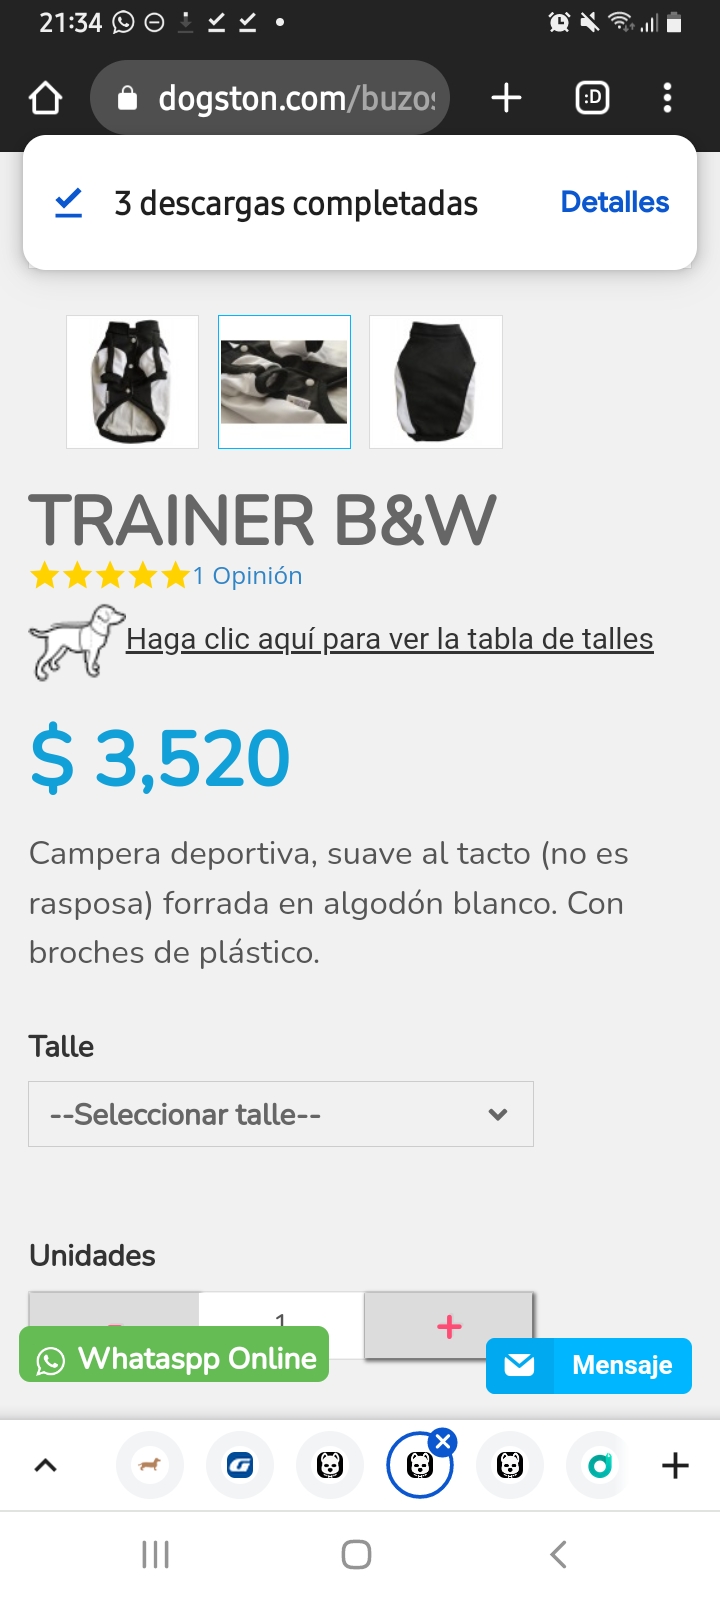 21:34
dogston.com/buzos
:D
3 descargas completadas
Detalles
TRAINER B&W
1 Opinión
Haga clic aquí para ver la tabla de talles
$ 3,520
Campera deportiva, suave al tacto (no es
rasposa) forrada en algodón blanco. Con
broches de plástico.
Talle
--Seleccionar talle--
Unidades
1
Whataspp Online
Mensaje